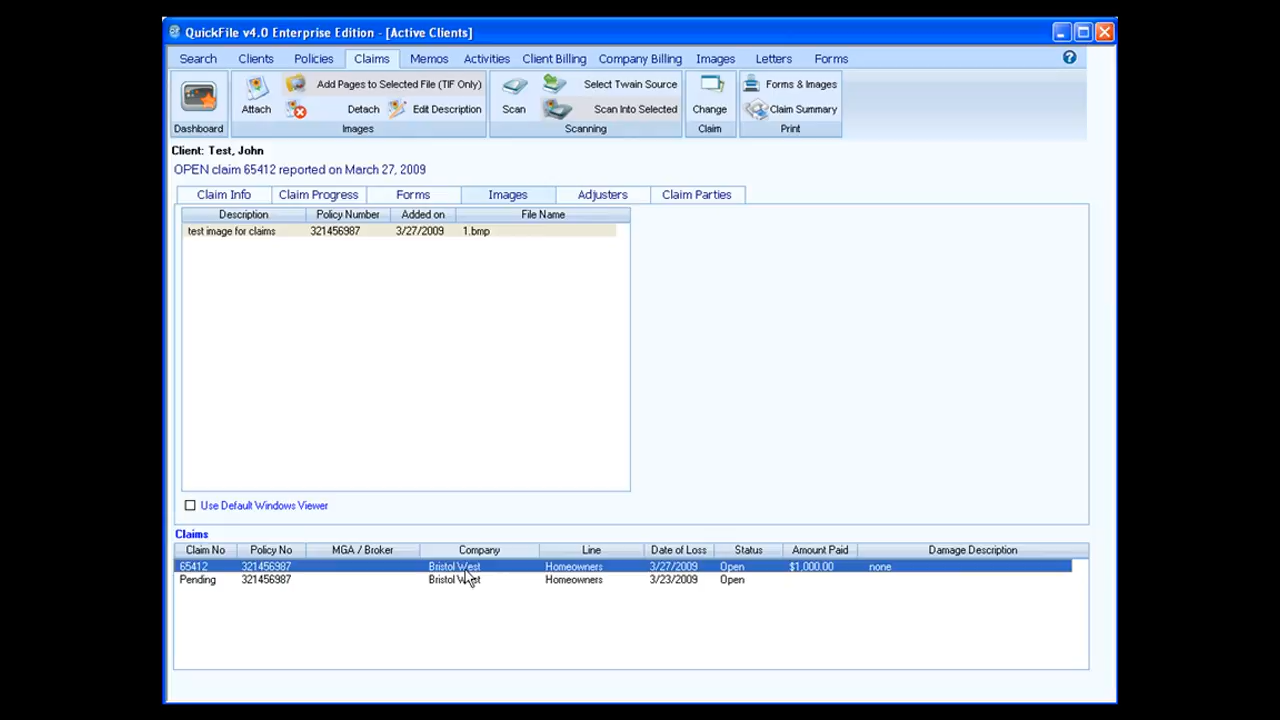 QuickFile v4.0 Enterprise Edition - [Active Clients]
Search Clients Policies Claims Memos Activities Client Billing Company Billing Images Letters Forms
Add Pages to Selected File (TIF Only) Select Twain Source Forms & Images
Attach Detach Edit Description Scan Scan Into Selected Change Claim Summary
Dashboard Images Scanning Claim Print
Client: Test, John
OPEN claim 65412 reported on March 27, 2009
Claim Info Claim Progress Forms Images Adjusters Claim Parties
Description Policy Number Added on File Name
test image for claims 321456987 3/27/2009 1.bmp
Use Default Windows Viewer
Claims
Claim No Policy No MGA / Broker Company Line Date of Loss Status Amount Paid Damage Description
65412 321456987 Bristol West Homeowners 3/27/2009 Open $1,000.00 none
Pending 321456987 Bristol West Homeowners 3/23/2009 Open